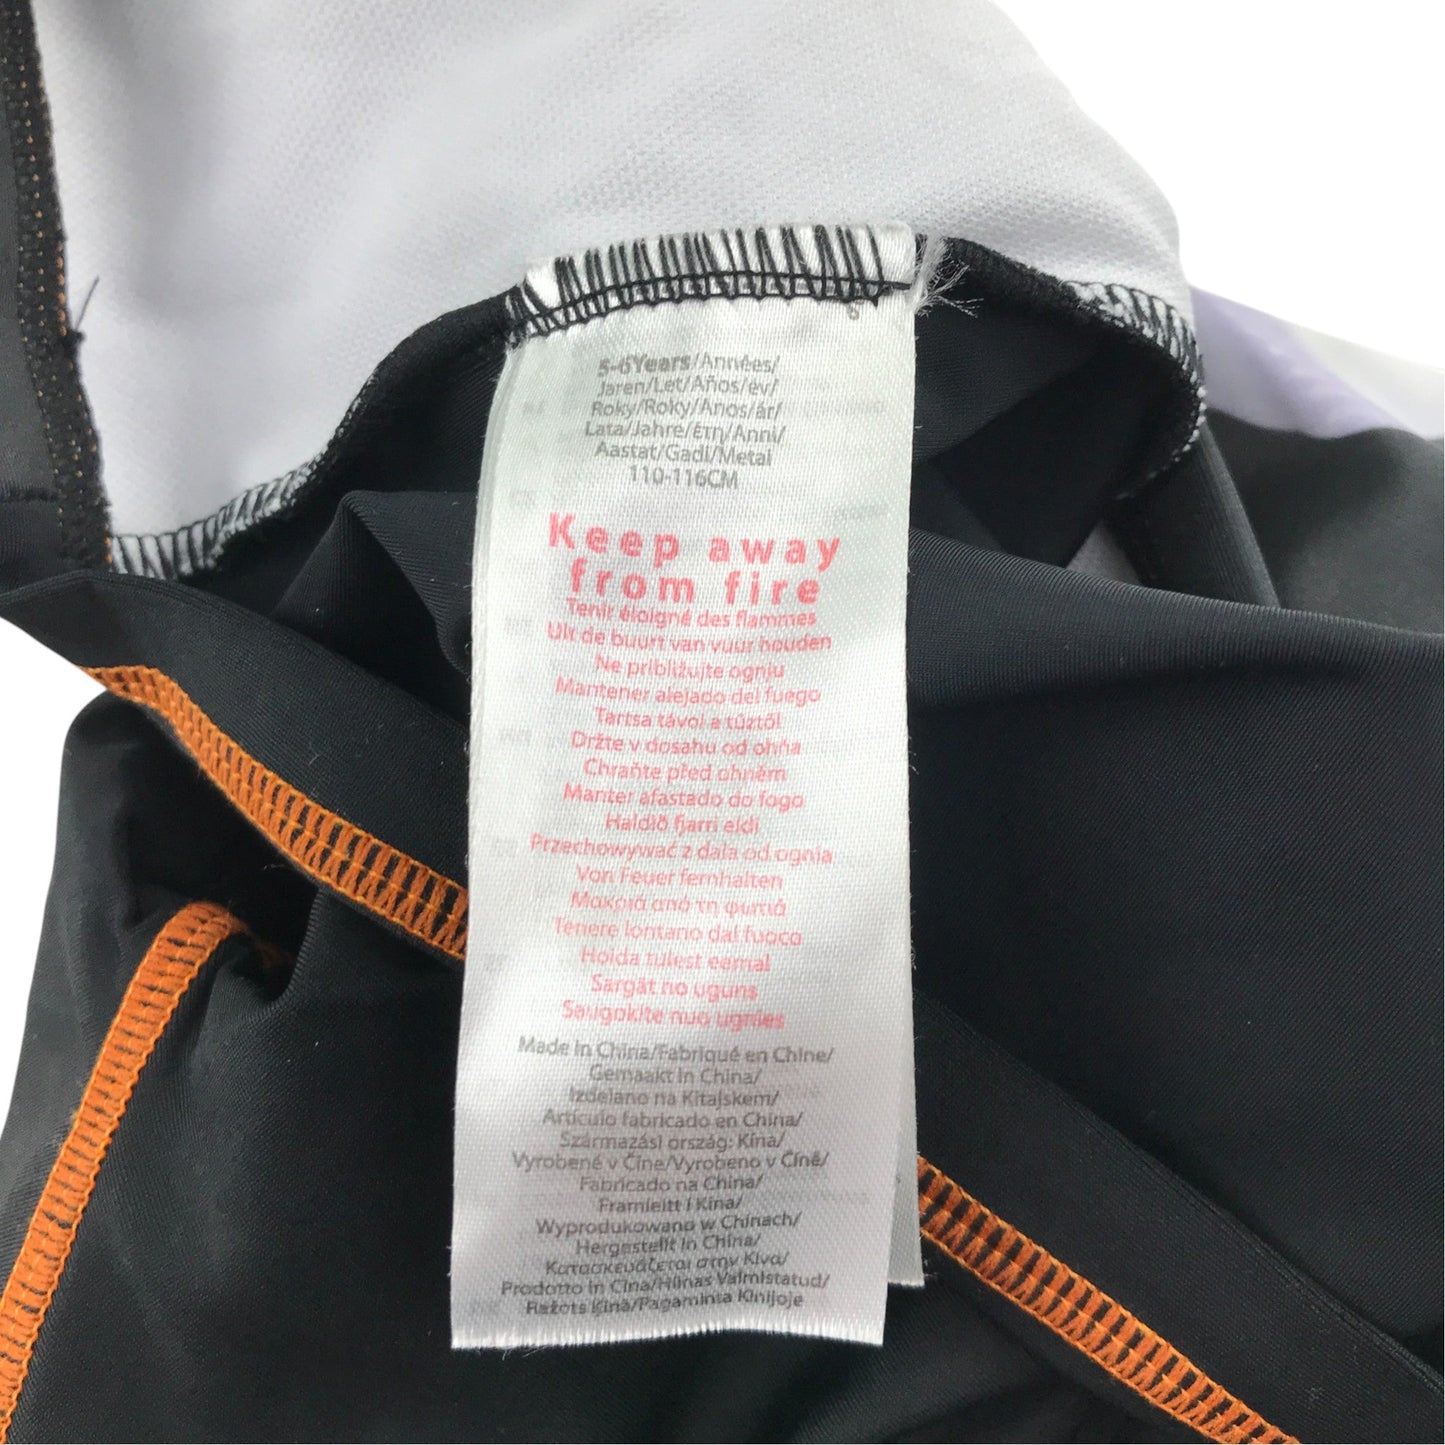 5-6Years/Années/
Jaren/Let/Años/év/
Roky/Roky/Anos/ár/
Lata/Jahre/έτη/Anni/
Aastat/Gadi/Metai
110-116CM
Keep away
from fire
Tenir éloigné des flammes
Uit de buurt van vuur houden
Ne približujte ognju
Mantener alejado del fuego
Tartsa távol a tűztől
Držte v dosahu od ohňa
Chraňte před ohněm
Manter afastado do fogo
Haldið fjarri eldi
Przechowywać z dala od ognia
Von Feuer fernhalten
Μακριά από τη φωτιά
Tenere lontano dal fuoco
Hoida tulest eemal
Sargāt no uguns
Saugokite nuo ugnies
Made in China/Fabriqué en Chine/
Gemaakt in China/
Izdelano na Kitajskem/
Artículo fabricado en China/
Származási ország: Kína/
Vyrobené v Číne/Vyrobeno v Číně/
Fabricado na China/
Framleitt í Kína/
Wyprodukowano w Chinach/
Hergestellt in China/
Κατασκευάζεται στην Κίνα/
Prodotto in Cina/Hiinas Valmistatud/
Ražots Ķīnā/Pagaminta Kinijoje